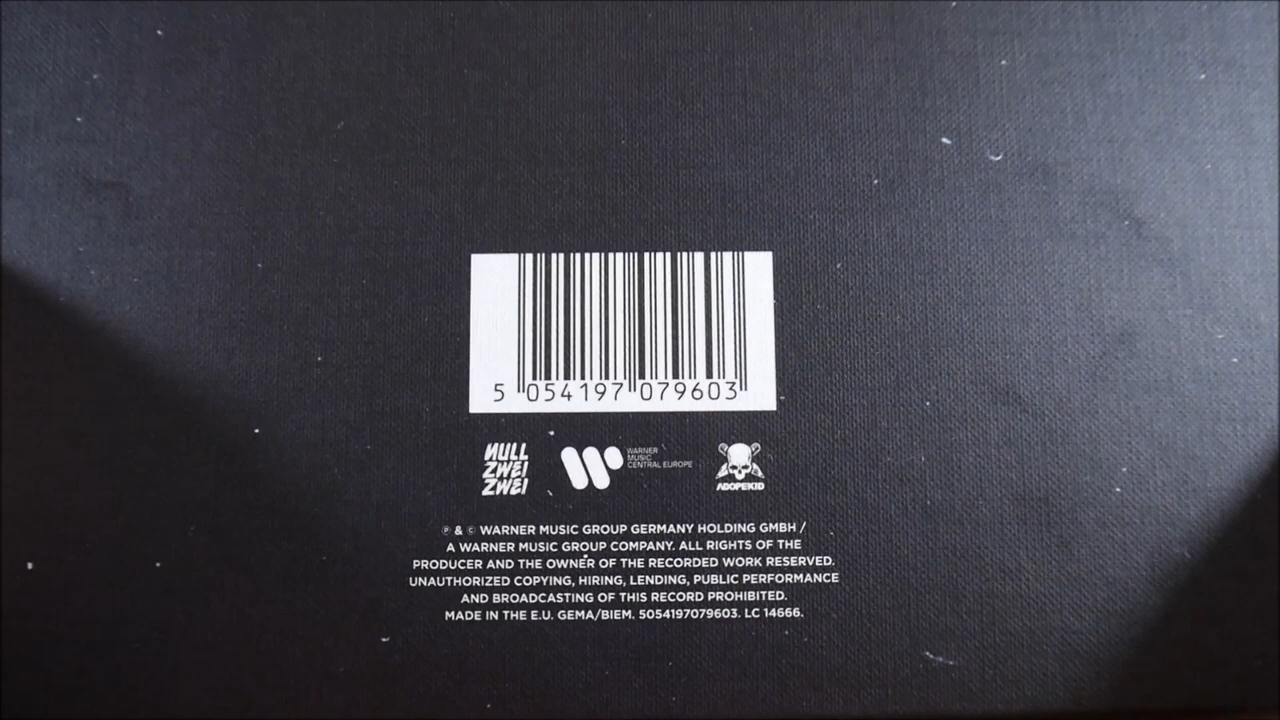 5 054197 079603
NULL
ZWEI
ZWEI
WARNER
MUSIC
CENTRAL EUROPE
ADOPEKID
Ⓟ & © WARNER MUSIC GROUP GERMANY HOLDING GMBH /
A WARNER MUSIC GROUP COMPANY. ALL RIGHTS OF THE
PRODUCER AND THE OWNER OF THE RECORDED WORK RESERVED.
UNAUTHORIZED COPYING, HIRING, LENDING, PUBLIC PERFORMANCE
AND BROADCASTING OF THIS RECORD PROHIBITED.
MADE IN THE E.U. GEMA/BIEM. 5054197079603. LC 14666.